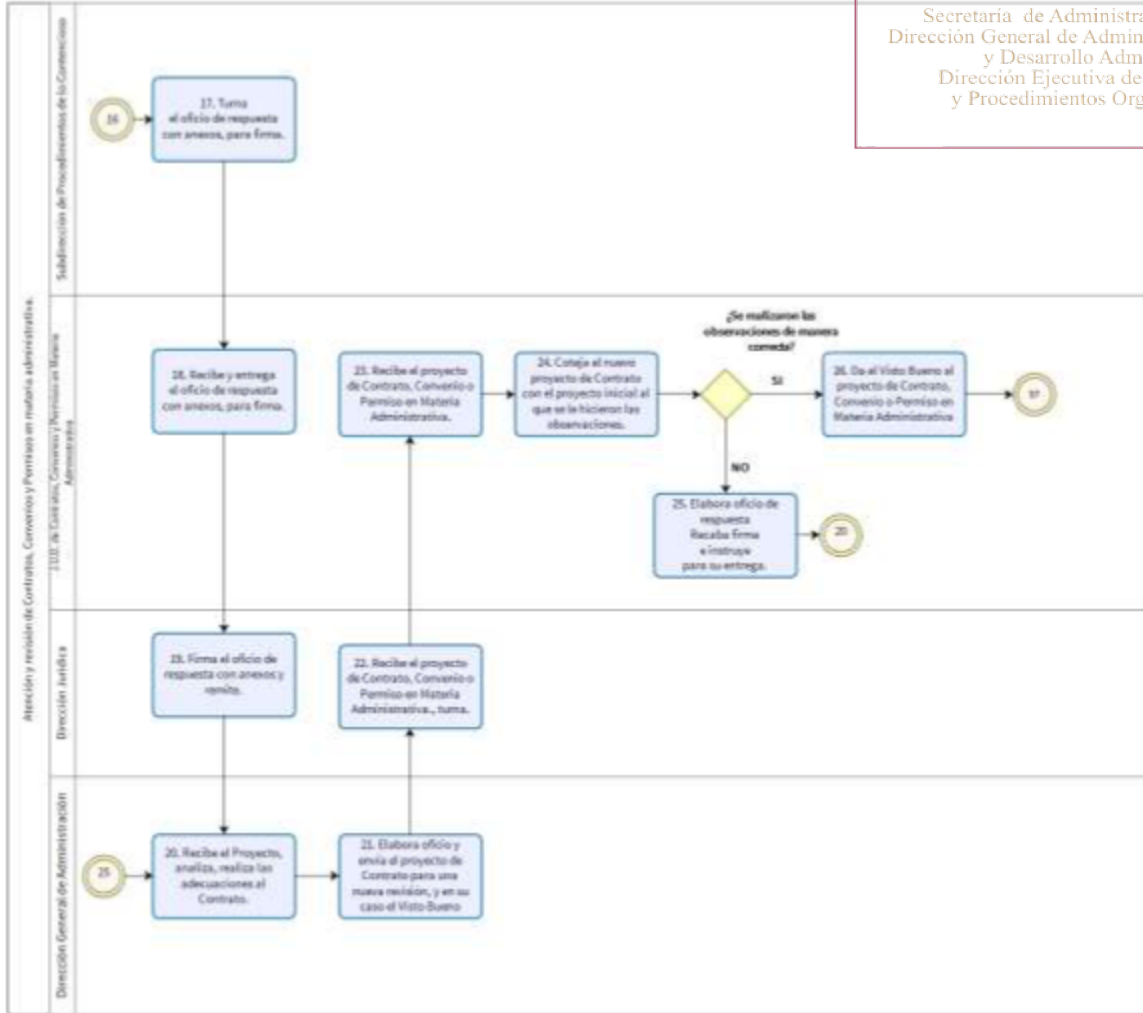 Secretaría de Administra
Dirección General de Admin
y Desarrollo Adm
Dirección Ejecutiva de
y Procedimientos Org
Atención y revisión de Contratos, Convenios y Permisos en materia administrativa.
Subdirección de Procedimientos de lo Contencioso
16
17. Turna
el oficio de respuesta
con anexos, para firma.
J.U.D. de Contratos, Convenios y Permisos en Materia
Administrativa
18. Recibe y entrega
el oficio de respuesta
con anexos, para firma.
23. Recibe el proyecto
de Contrato, Convenio o
Permiso en Materia
Administrativa.
24. Coteja el nuevo
proyecto de Contrato
con el proyecto inicial al
que se le hicieron las
observaciones.
¿Se realizaron las
observaciones de manera
correcta?
SI
26. Da el Visto Bueno al
proyecto de Contrato,
Convenio o Permiso en
Materia Administrativa
NO
25. Elabora oficio de
respuesta
Recaba firma
e instruye
para su entrega.
20
Dirección Jurídica
19. Firma el oficio de
respuesta con anexos y
remite.
22. Recibe el proyecto
de Contrato, Convenio o
Permiso en Materia
Administrativa., turna.
Dirección General de Administración
25
20. Recibe el Proyecto,
analiza, realiza las
adecuaciones al
Contrato.
21. Elabora oficio y
envía el proyecto de
Contrato para una
nueva revisión, y en su
caso el Visto Bueno